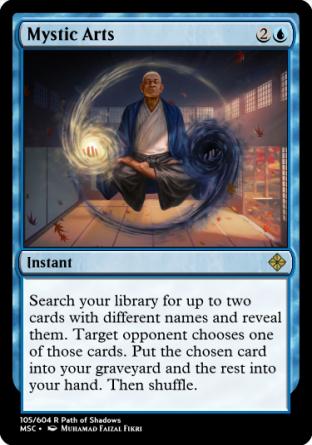 Mystic Arts 2
Instant
Search your library for up to two
cards with different names and reveal
them. Target opponent chooses one
of those cards. Put the chosen card
into your graveyard and the rest into
your hand. Then shuffle.
105/604 R Path of Shadows
MSC • Muhamad Faizal Fikri